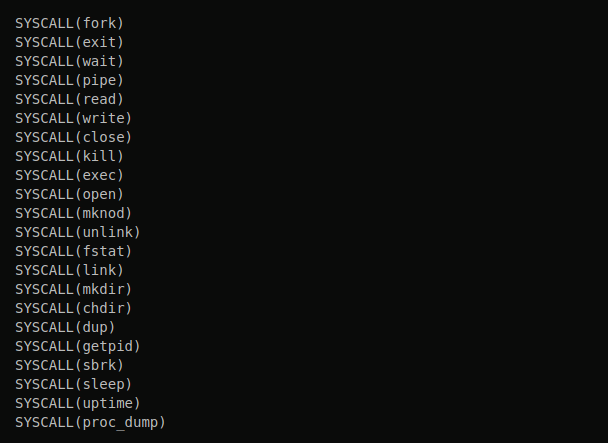 SYSCALL(fork)
SYSCALL(exit)
SYSCALL(wait)
SYSCALL(pipe)
SYSCALL(read)
SYSCALL(write)
SYSCALL(close)
SYSCALL(kill)
SYSCALL(exec)
SYSCALL(open)
SYSCALL(mknod)
SYSCALL(unlink)
SYSCALL(fstat)
SYSCALL(link)
SYSCALL(mkdir)
SYSCALL(chdir)
SYSCALL(dup)
SYSCALL(getpid)
SYSCALL(sbrk)
SYSCALL(sleep)
SYSCALL(uptime)
SYSCALL(proc_dump)